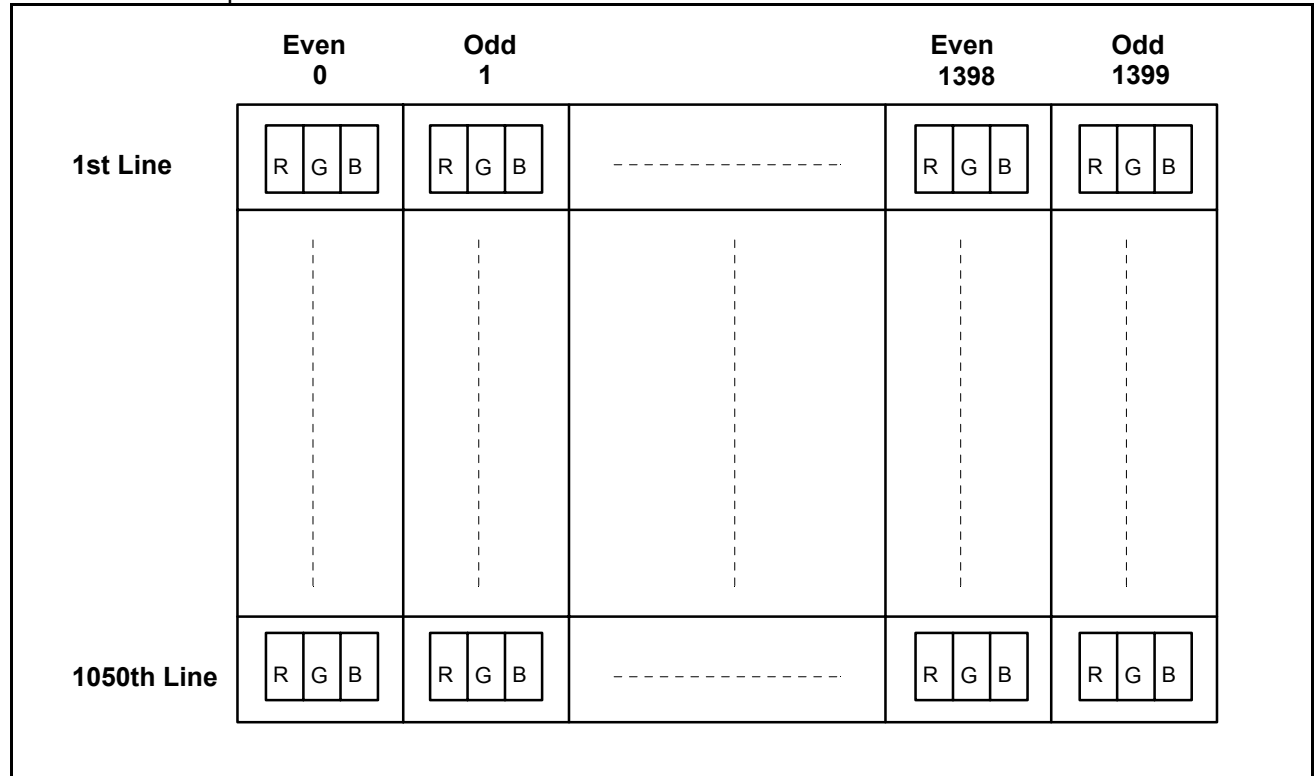 Even Odd Even Odd
0 1 1398 1399
1st Line R G B R G B R G B R G B
1050th Line R G B R G B R G B R G B